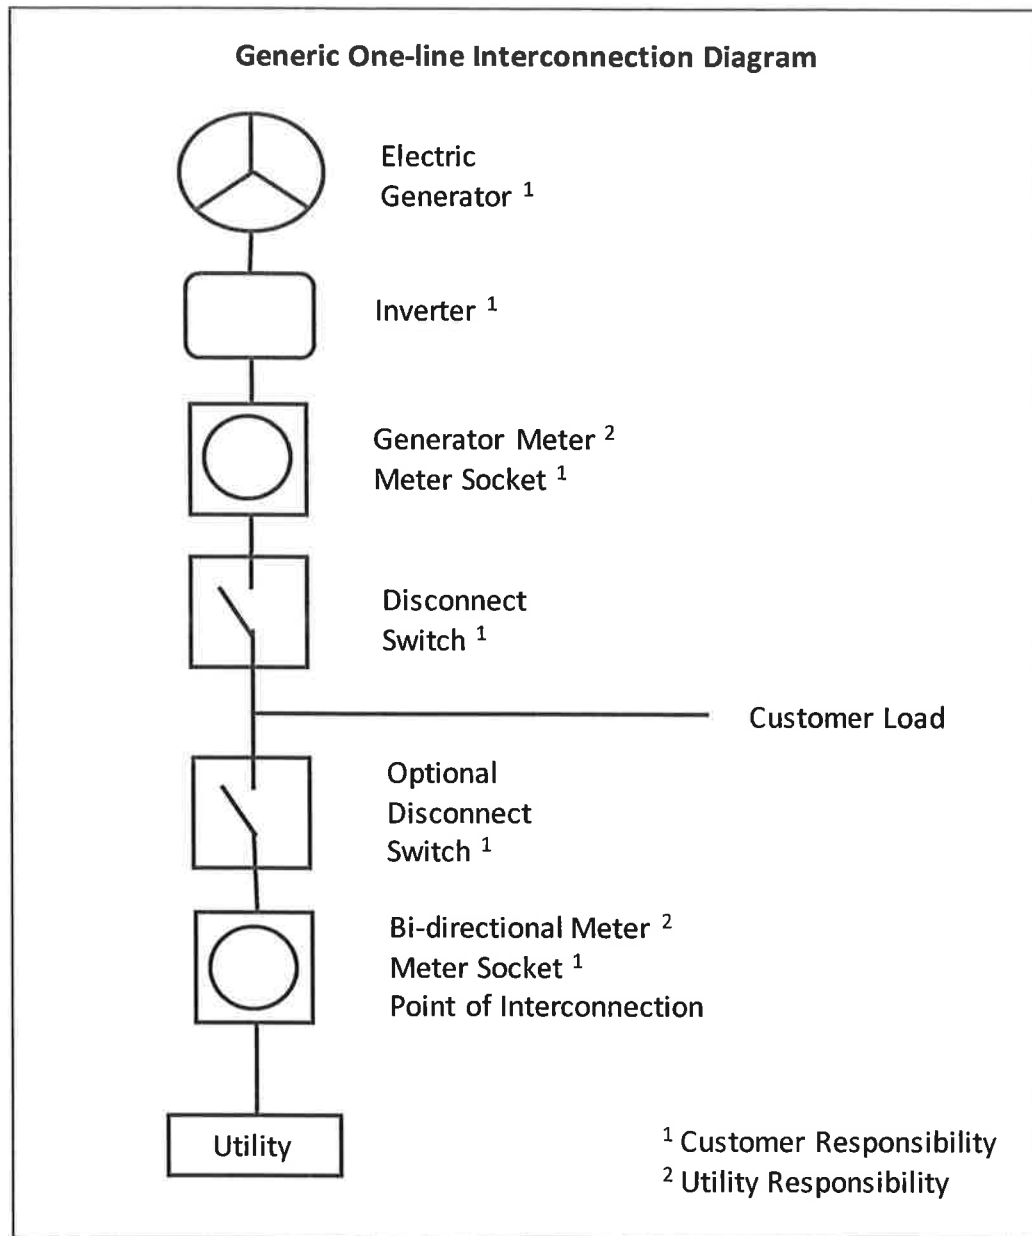 Generic One-line Interconnection Diagram
Electric
Generator ¹
Inverter ¹
Generator Meter ²
Meter Socket ¹
Disconnect
Switch ¹
Customer Load
Optional
Disconnect
Switch ¹
Bi-directional Meter ²
Meter Socket ¹
Point of Interconnection
Utility
¹ Customer Responsibility
² Utility Responsibility